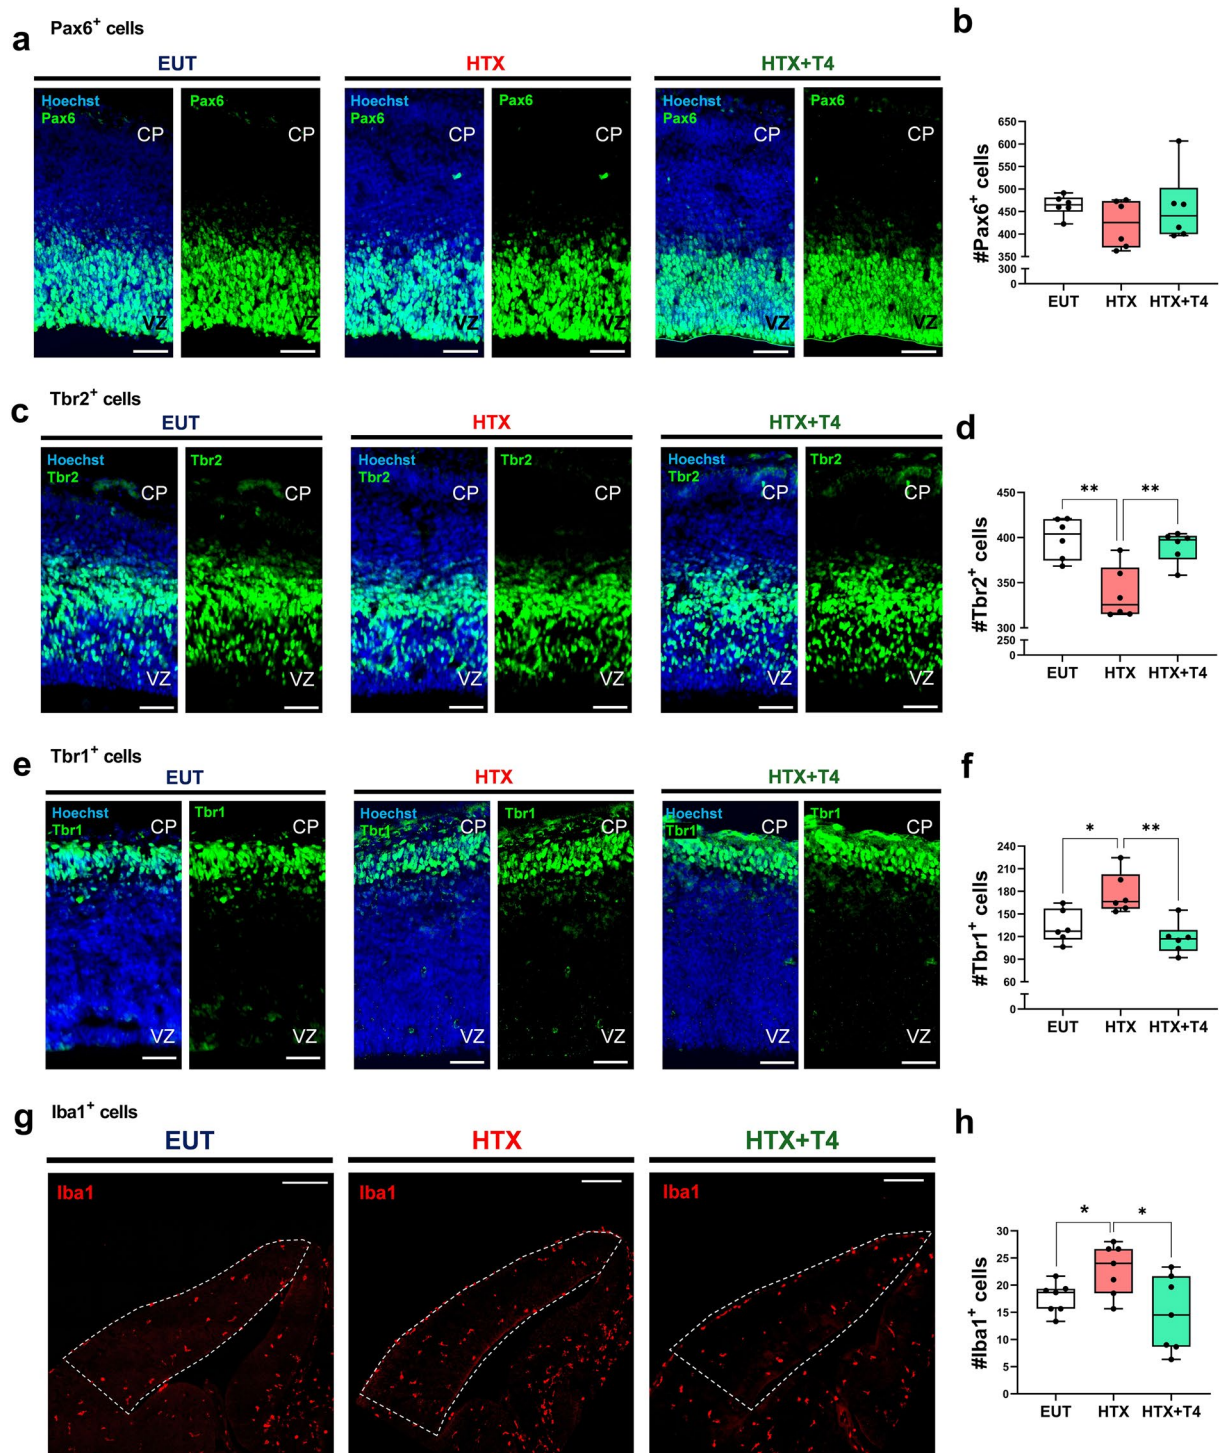 a Pax6⁺ cells
EUT HTX HTX+T4
Hoechst Pax6 Hoechst Pax6 Hoechst Pax6
Pax6 CP CP Pax6 CP CP Pax6 CP CP
VZ VZ VZ VZ VZ VZ
b
#Pax6⁺ cells
650
600
550
500
450
400
350
300
0
EUT HTX HTX+T4
c Tbr2⁺ cells
EUT HTX HTX+T4
Hoechst Tbr2 Hoechst Tbr2 Hoechst Tbr2
Tbr2 CP CP Tbr2 CP CP Tbr2 CP CP
VZ VZ VZ VZ VZ VZ
d
** **
#Tbr2⁺ cells
450
400
350
300
250
0
EUT HTX HTX+T4
e Tbr1⁺ cells
EUT HTX HTX+T4
Hoechst Tbr1 Hoechst Tbr1 Hoechst Tbr1
Tbr1 CP CP Tbr1 CP CP Tbr1 CP CP
VZ VZ VZ VZ VZ VZ
f
* **
#Tbr1⁺ cells
240
210
180
150
120
90
60
0
EUT HTX HTX+T4
g Iba1⁺ cells
EUT HTX HTX+T4
Iba1 Iba1 Iba1
h
* *
#Iba1⁺ cells
30
25
20
15
10
5
0
EUT HTX HTX+T4